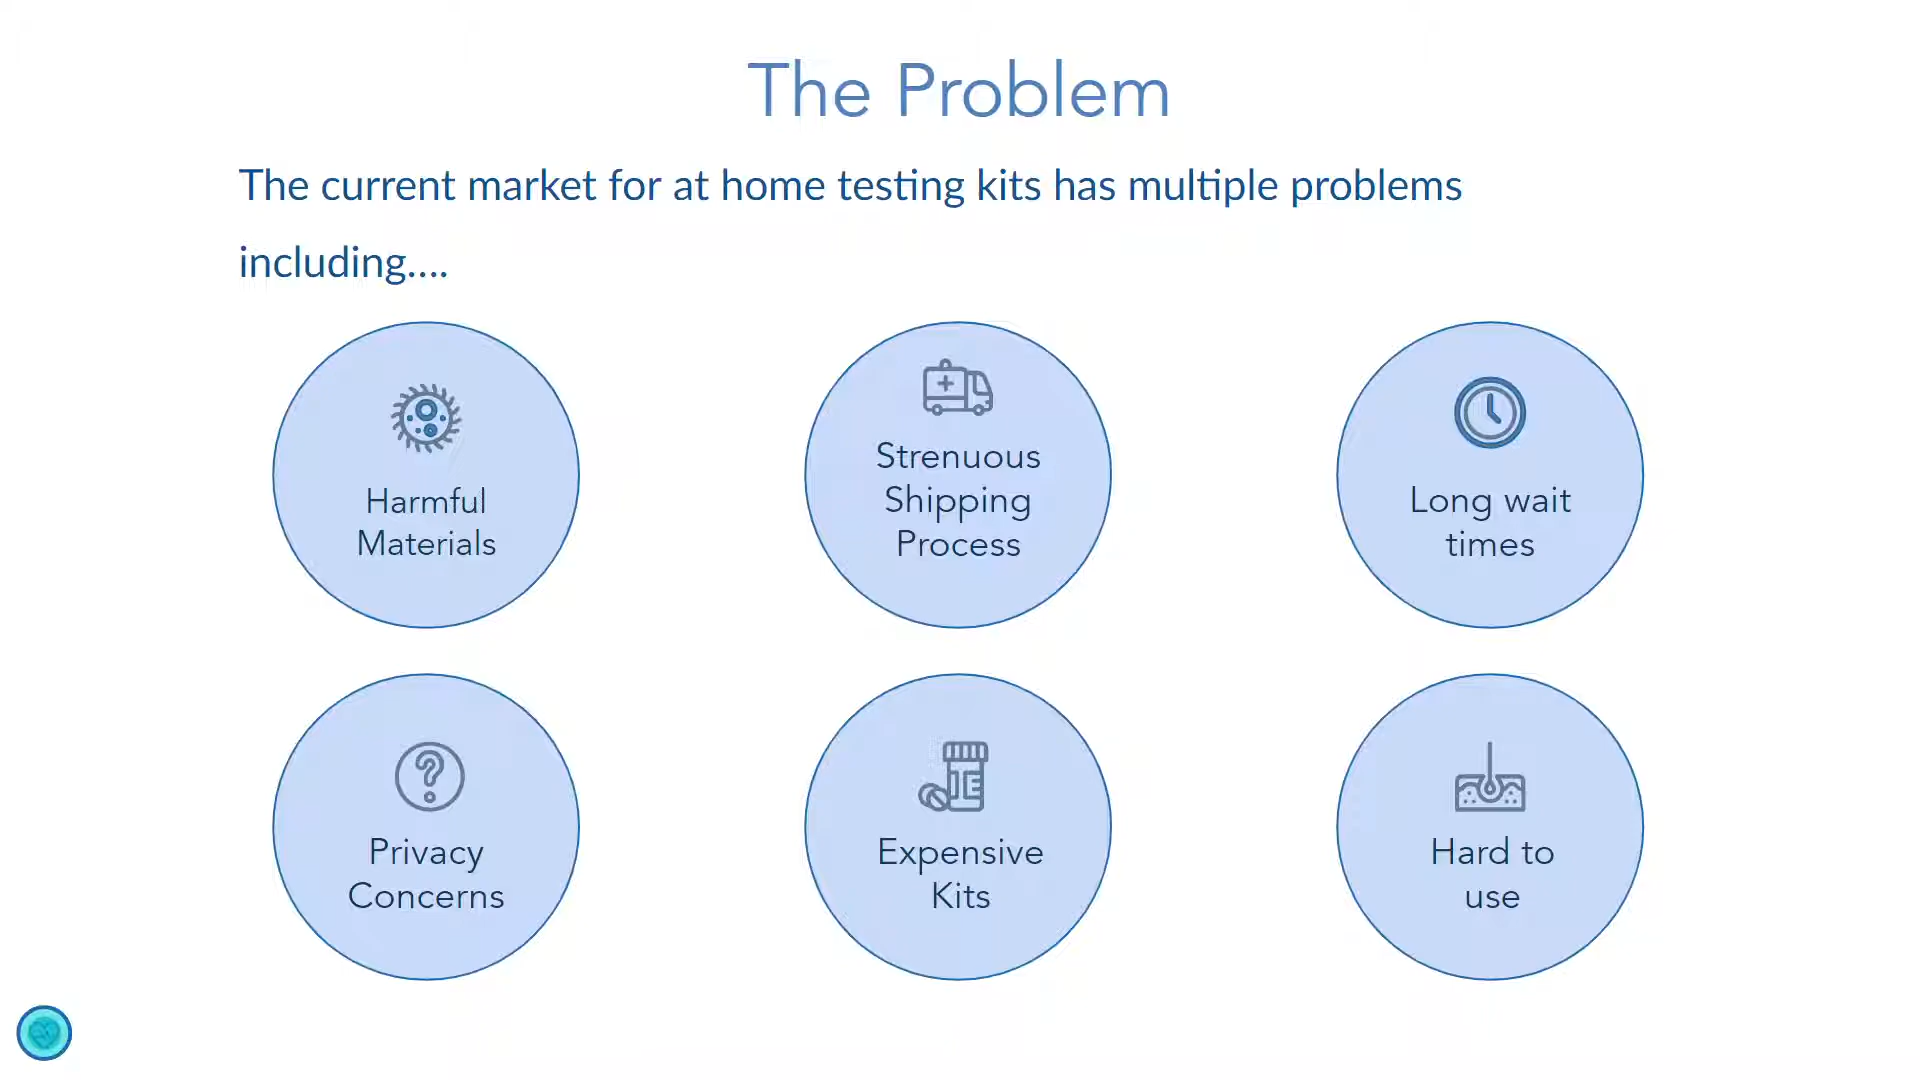 The Problem
The current market for at home testing kits has multiple problems
including....
Harmful
Materials
Strenuous
Shipping
Process
Long wait
times
Privacy
Concerns
Expensive
Kits
Hard to
use